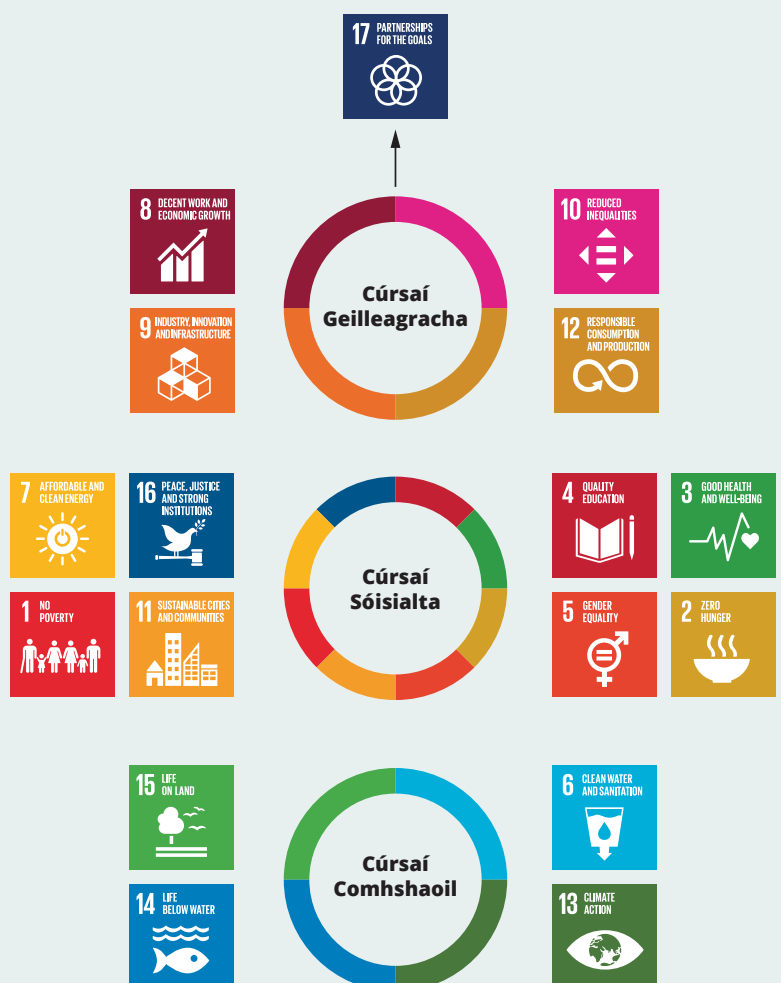 17 PARTNERSHIPS
FOR THE GOALS
8 DECENT WORK AND
ECONOMIC GROWTH
10 REDUCED
INEQUALITIES
Cúrsaí
Geilleagracha
9 INDUSTRY, INNOVATION
AND INFRASTRUCTURE
12 RESPONSIBLE
CONSUMPTION
AND PRODUCTION
7 AFFORDABLE AND
CLEAN ENERGY
16 PEACE, JUSTICE
AND STRONG
INSTITUTIONS
4 QUALITY
EDUCATION
3 GOOD HEALTH
AND WELL-BEING
Cúrsaí
Sóisialta
1 NO
POVERTY
11 SUSTAINABLE CITIES
AND COMMUNITIES
5 GENDER
EQUALITY
2 ZERO
HUNGER
15 LIFE
ON LAND
6 CLEAN WATER
AND SANITATION
Cúrsaí
Comhshaoil
14 LIFE
BELOW WATER
13 CLIMATE
ACTION